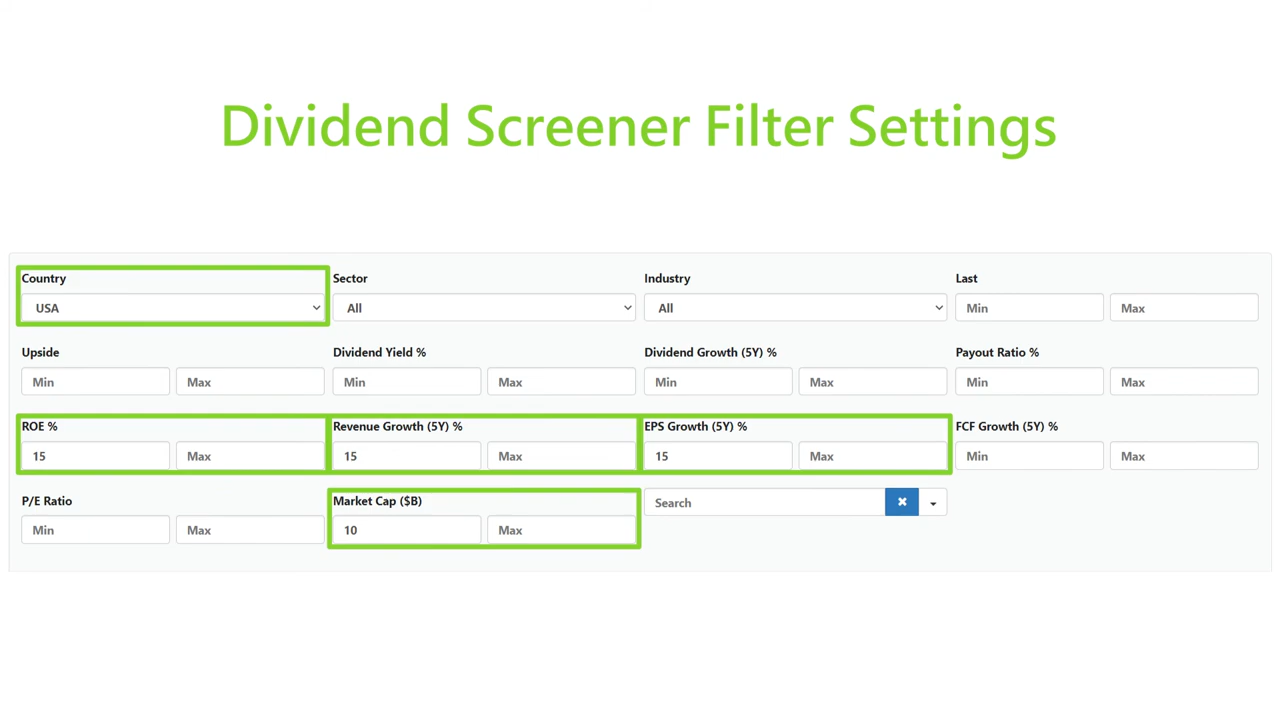 Dividend Screener Filter Settings
Country Sector Industry Last
USA All All Min Max
Upside Dividend Yield % Dividend Growth (5Y) % Payout Ratio %
Min Max Min Max Min Max Min Max
ROE % Revenue Growth (5Y) % EPS Growth (5Y) % FCF Growth (5Y) %
15 Max 15 Max 15 Max Min Max
P/E Ratio Market Cap ($B)
Min Max 10 Max Search